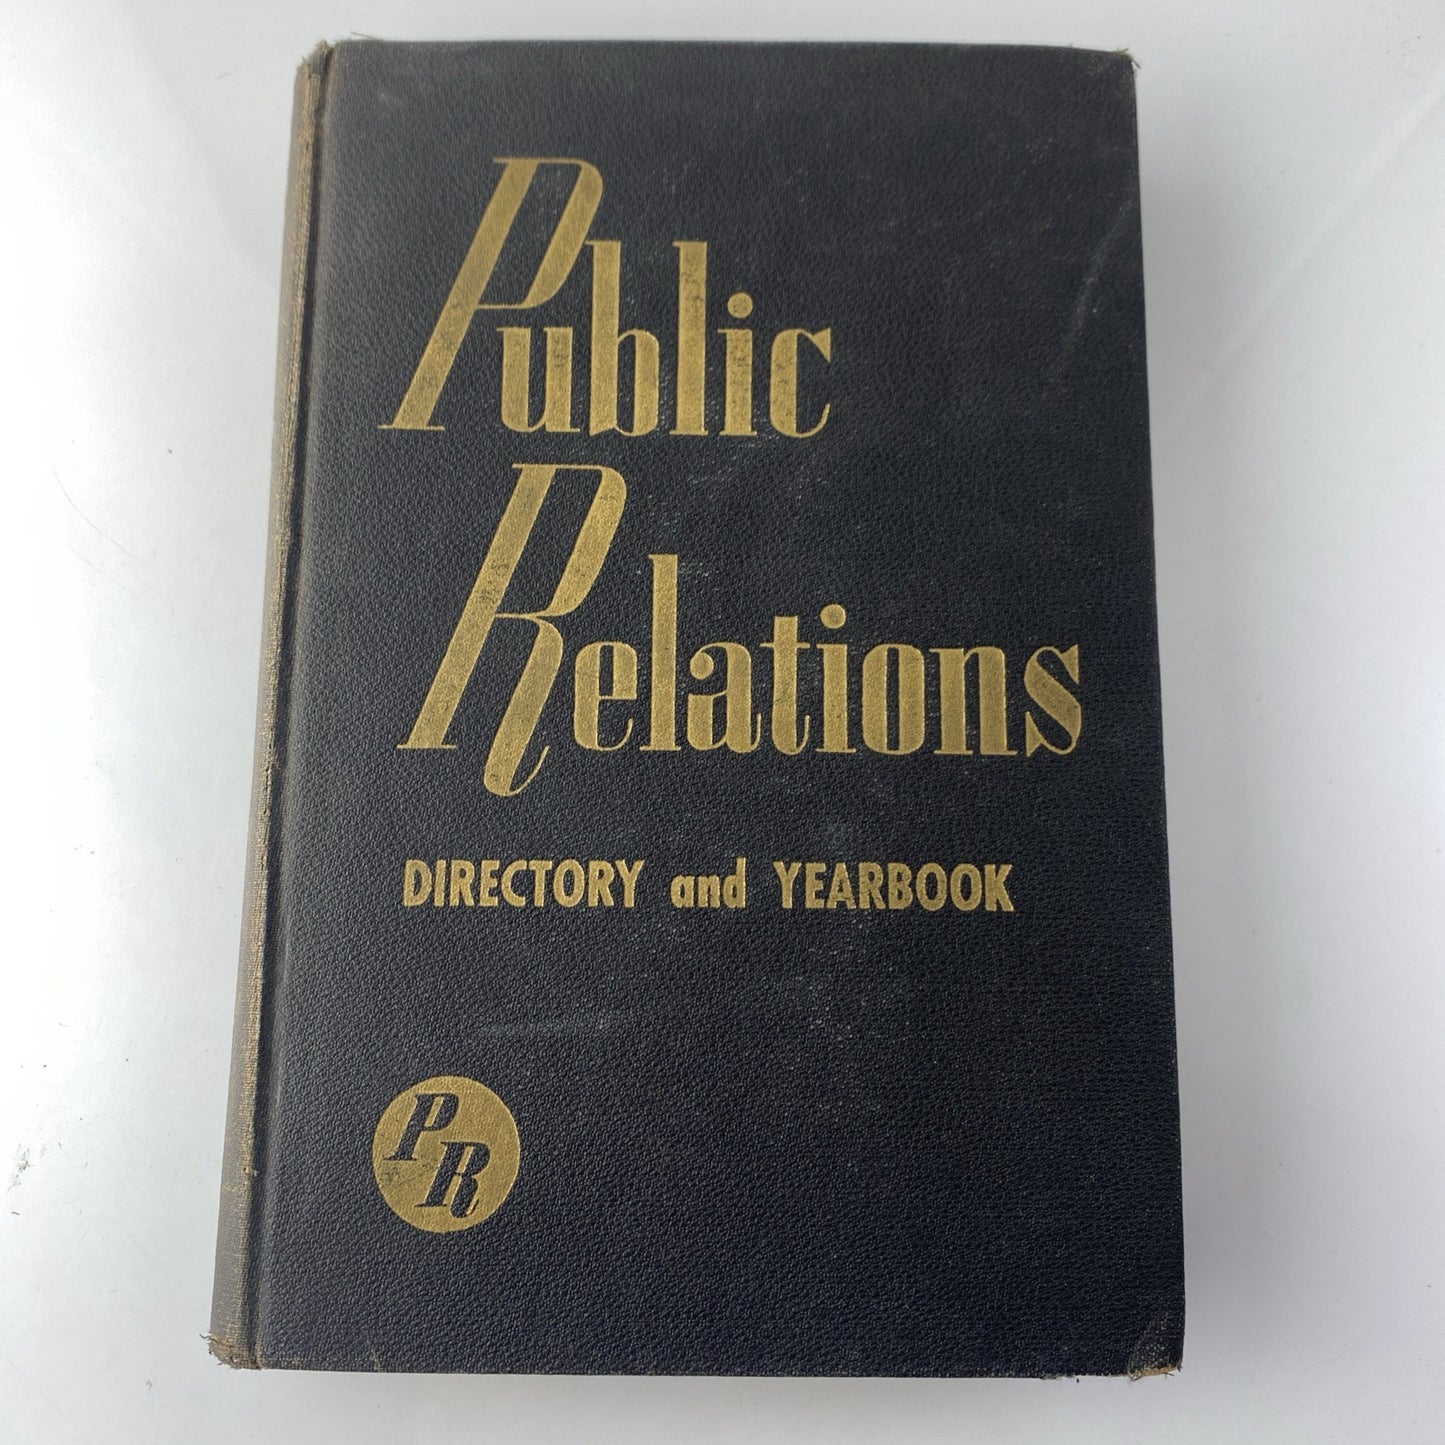 Public
Relations
DIRECTORY and YEARBOOK
PR